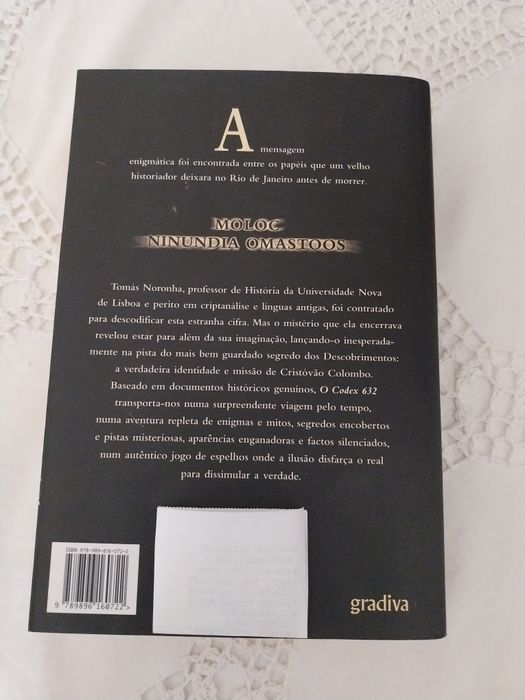 A mensagem
enigmática foi encontrada entre os papéis que um velho
historiador deixara no Rio de Janeiro antes de morrer.
MOLOC
NINUNDIA OMASTOOS
Tomás Noronha, professor de História da Universidade Nova
de Lisboa e perito em criptanálise e línguas antigas, foi contratado
para descodificar esta estranha cifra. Mas o mistério que ela encerrava
revelou estar para além da sua imaginação, lançando-o inesperada-
mente na pista do mais bem guardado segredo dos Descobrimentos:
a verdadeira identidade e missão de Cristóvão Colombo.
Baseado em documentos históricos genuínos, O Codex 632
transporta-nos numa surpreendente viagem pelo tempo,
numa aventura repleta de enigmas e mitos, segredos encobertos
e pistas misteriosas, aparências enganadoras e factos silenciados,
num autêntico jogo de espelhos onde a ilusão disfarça o real
para dissimular a verdade.
ISBN 978-989-616-072-2
9 789896 160722 >
gradiva